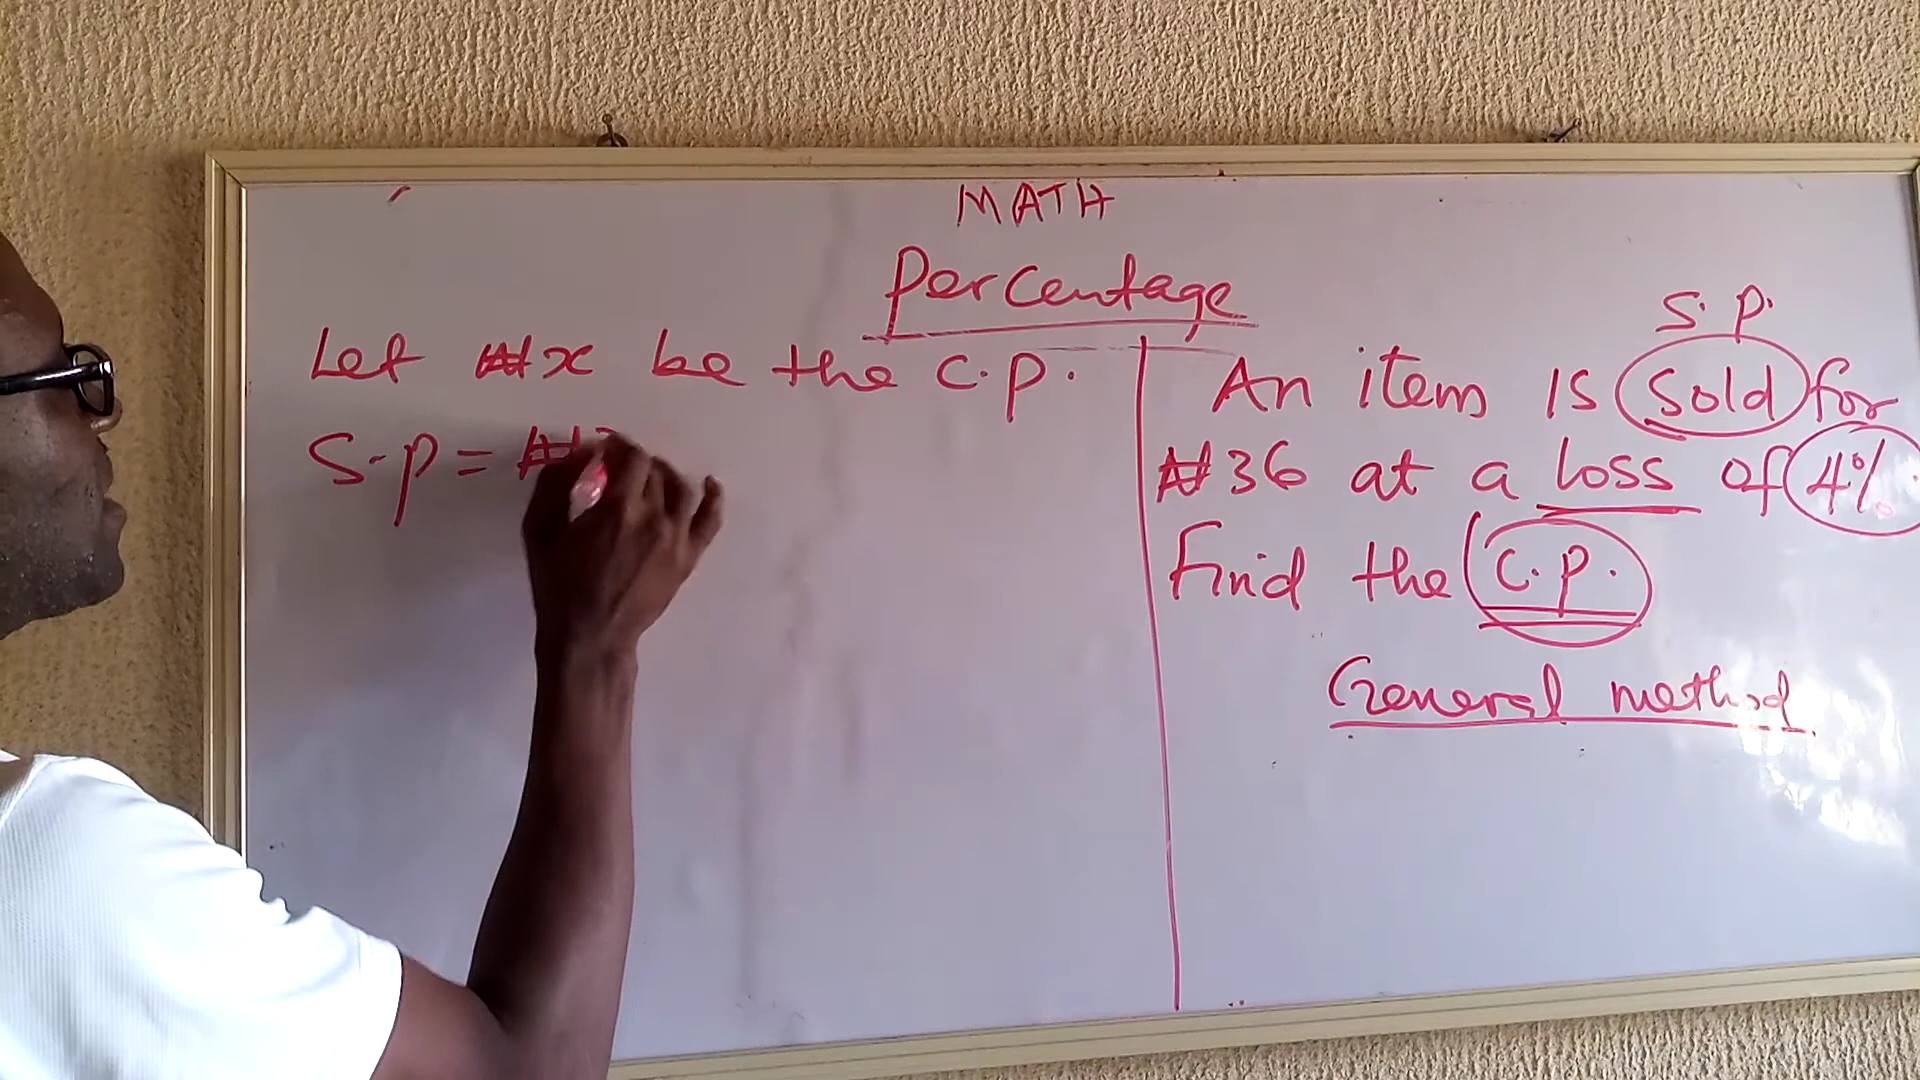 MATH
Percentage
Let ₦x be the C.P.
S.P = ₦3
S.P.
An item is sold for
₦36 at a loss of 4%.
Find the C.P.
General method